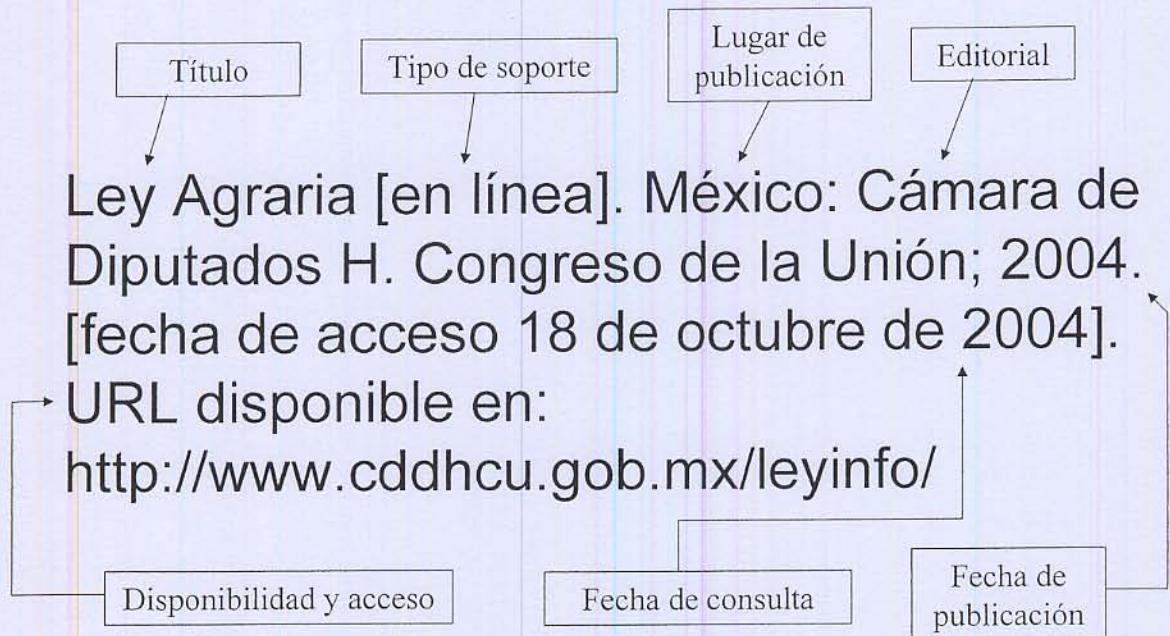 Título
Tipo de soporte
Lugar de
publicación
Editorial
Ley Agraria [en línea]. México: Cámara de
Diputados H. Congreso de la Unión; 2004.
[fecha de acceso 18 de octubre de 2004].
URL disponible en:
http://www.cddhcu.gob.mx/leyinfo/
Disponibilidad y acceso
Fecha de consulta
Fecha de
publicación